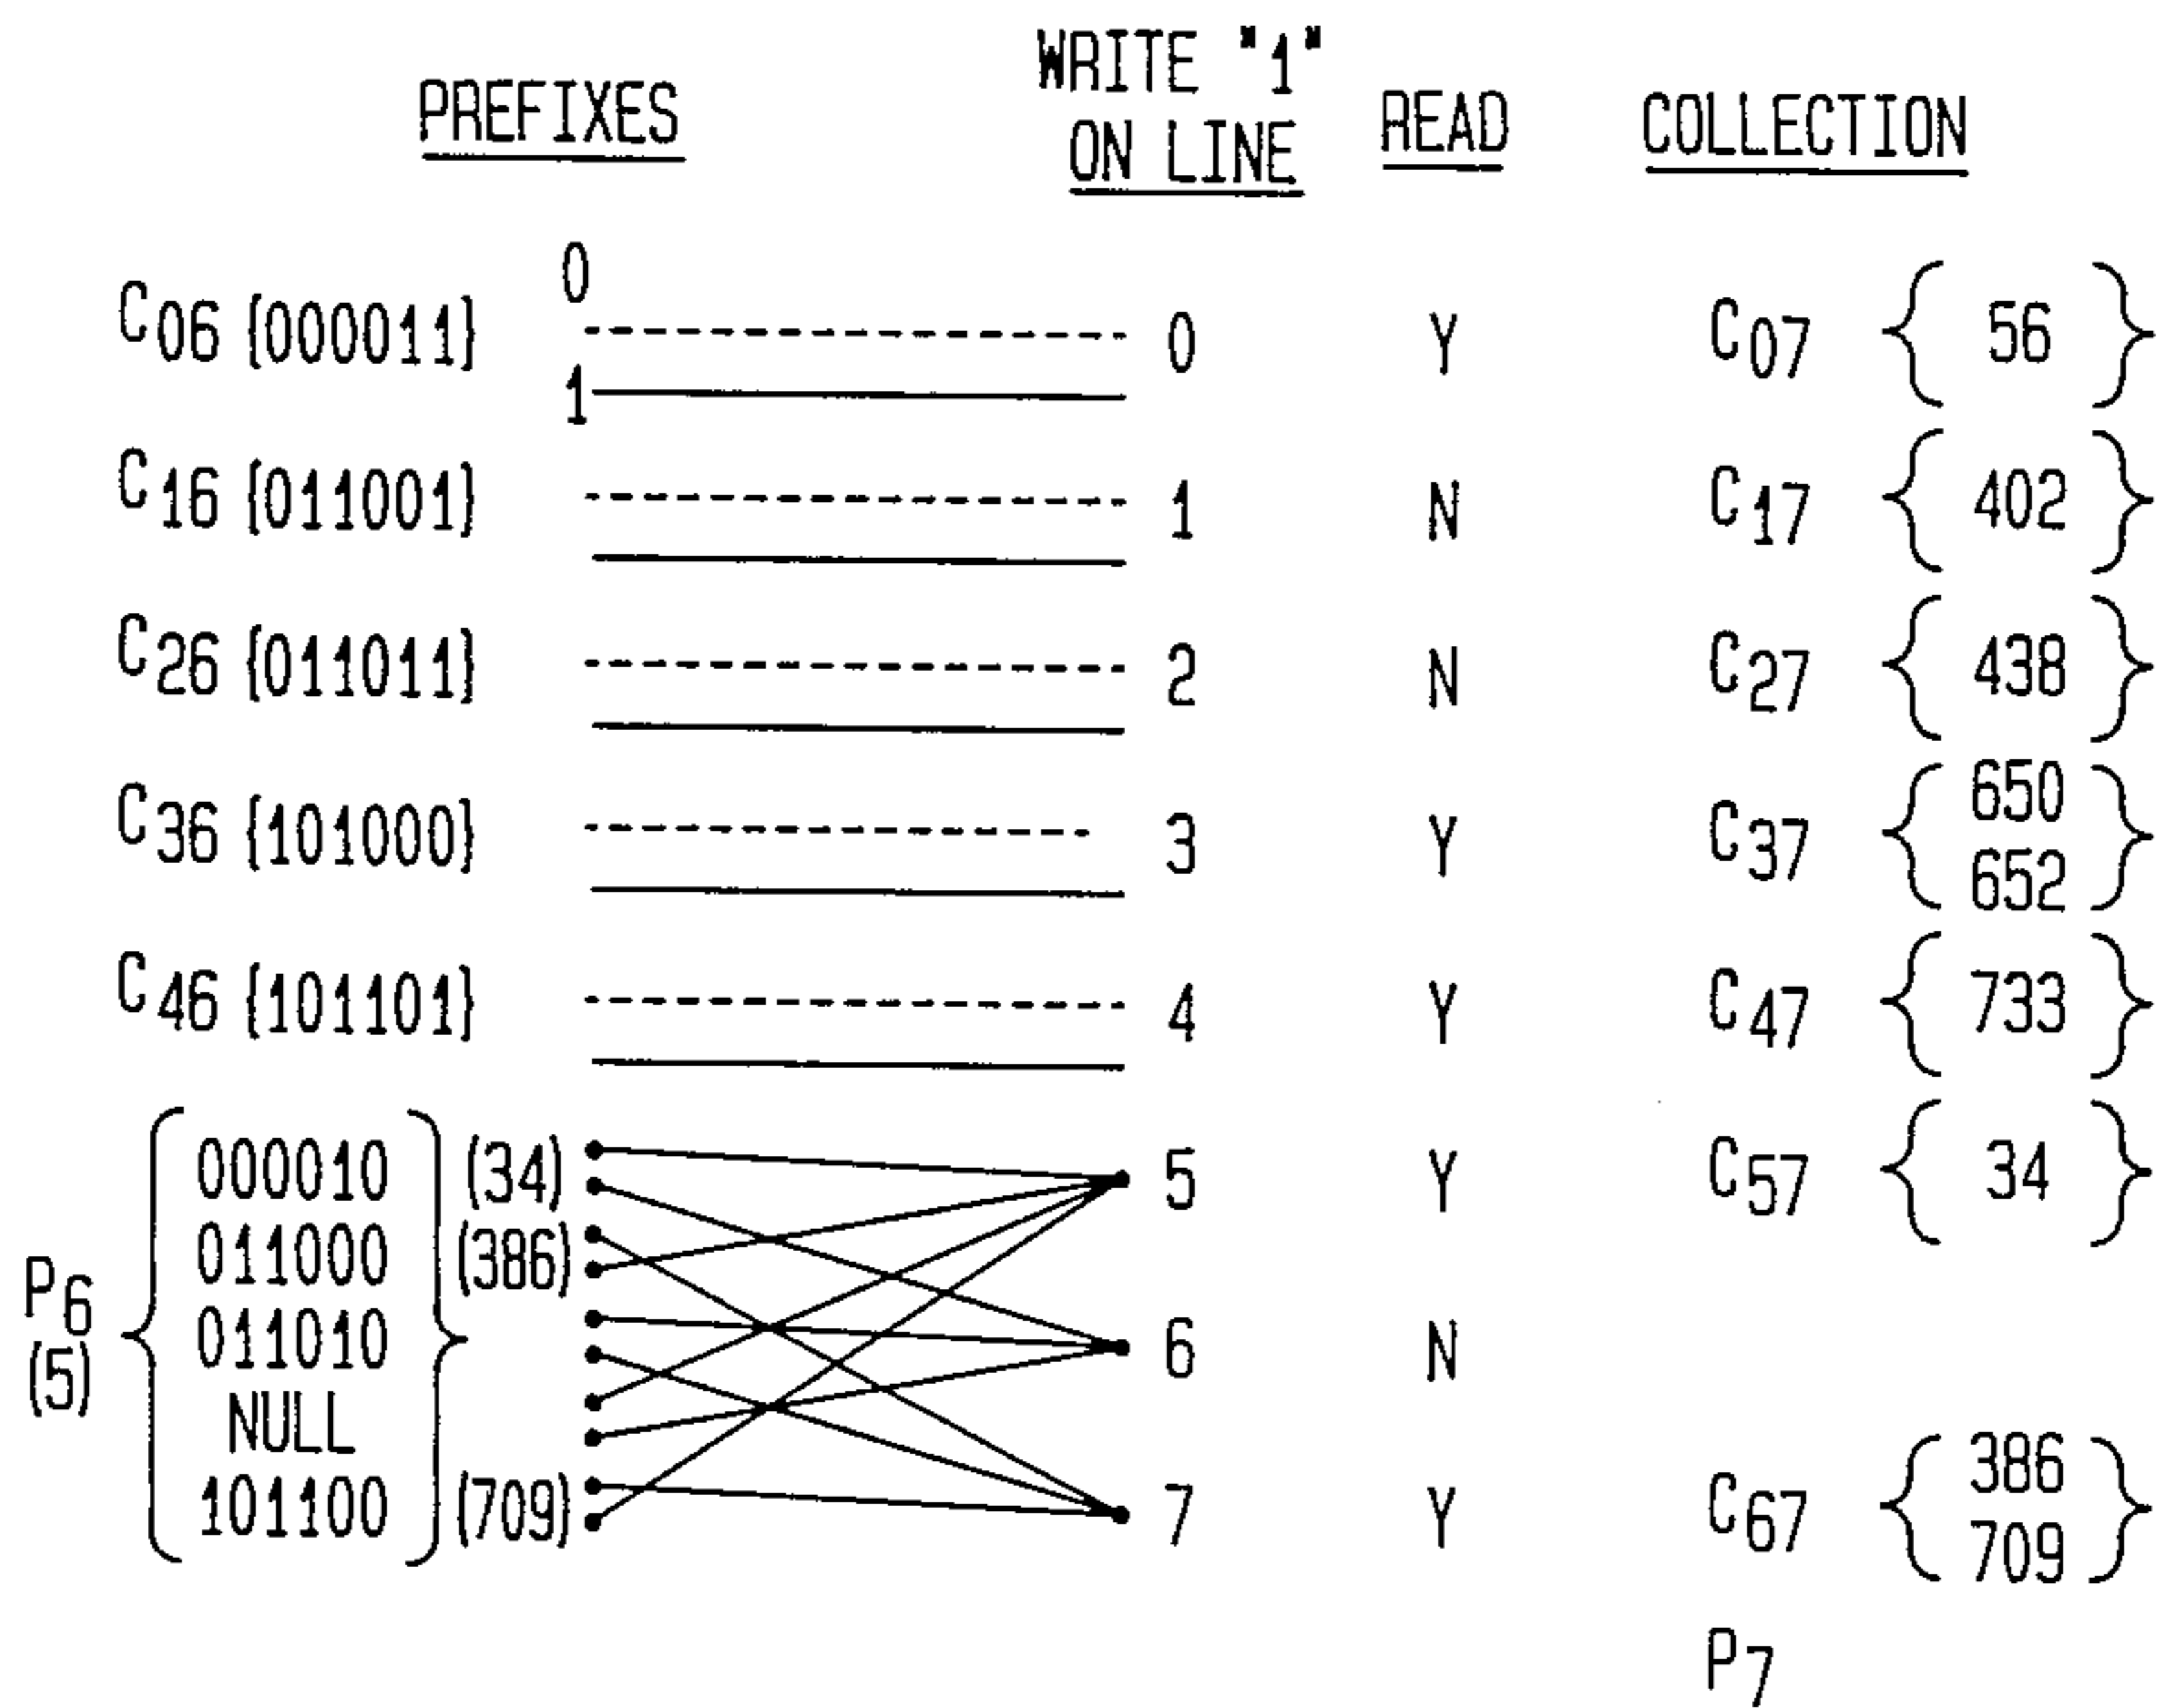 PREFIXES WRITE "1" ON LINE READ COLLECTION
0
C06 {000011} 0 Y C07 { 56 }
1
C16 {011001} 1 N C17 { 402 }
C26 {011011} 2 N C27 { 438 }
C36 {101000} 3 Y C37 { 650 652 }
C46 {101101} 4 Y C47 { 733 }
000010 (34) 5 Y C57 { 34 }
011000 (386)
P6 (5) { 011010 } 6 N
NULL
101100 (709) 7 Y C67 { 386 709 }
P7